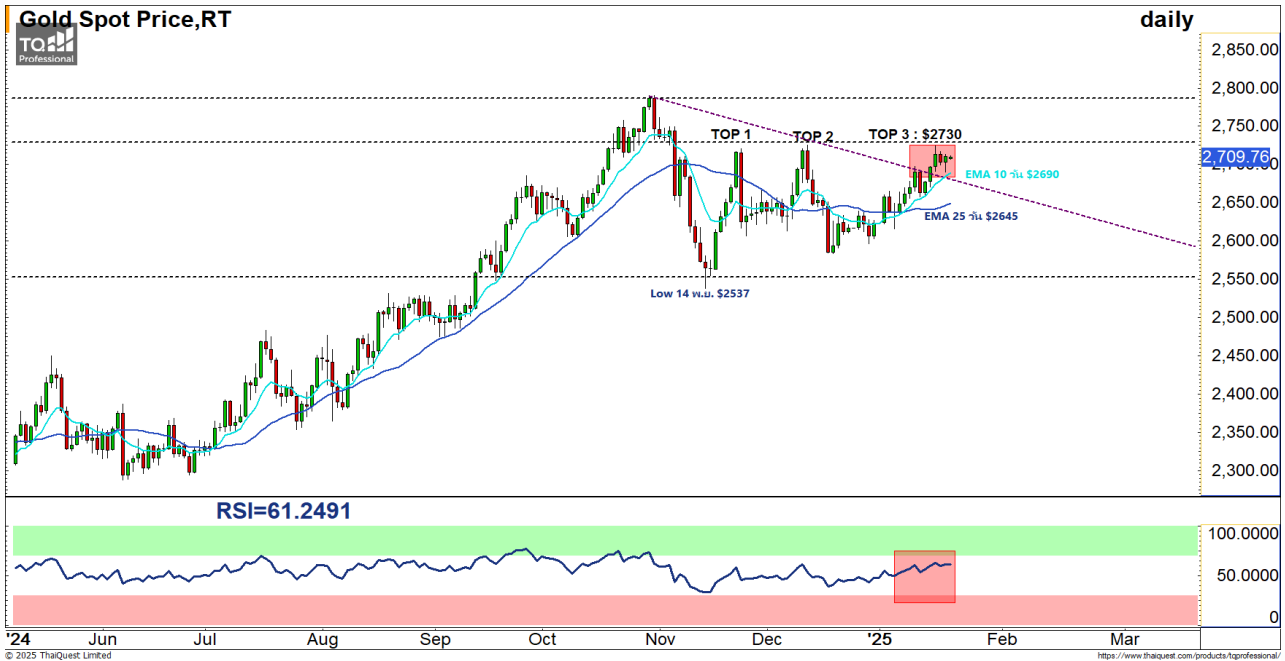 Gold Spot Price,RT
daily
TQ
Professional
2,850.00
2,800.00
2,750.00
2,709.76
2,700.00
2,650.00
2,600.00
2,550.00
2,500.00
2,450.00
2,400.00
2,350.00
2,300.00
TOP 1
TOP 2
TOP 3 : $2730
EMA 10 วัน $2690
EMA 25 วัน $2645
Low 14 พ.ย. $2537
RSI=61.2491
100.0000
50.0000
0
'24 Jun Jul Aug Sep Oct Nov Dec '25 Feb Mar
© 2025 ThaiQuest Limited
https://www.thaiquest.com/products/tqprofessional/